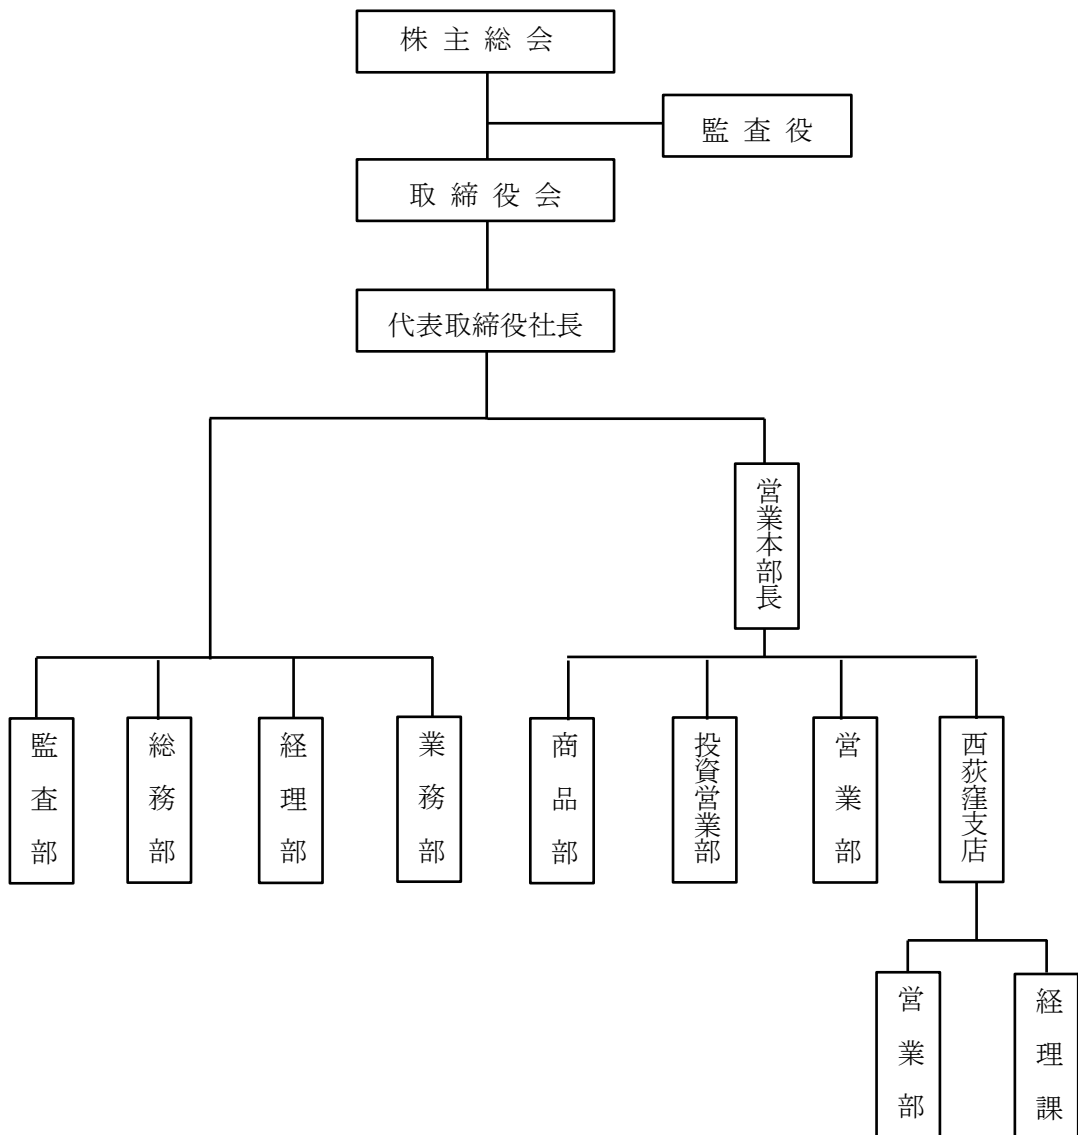 株主総会
監査役
取締役会
代表取締役社長
営業本部長
監査部
総務部
経理部
業務部
商品部
投資営業部
営業部
西荻窪支店
営業部
経理課